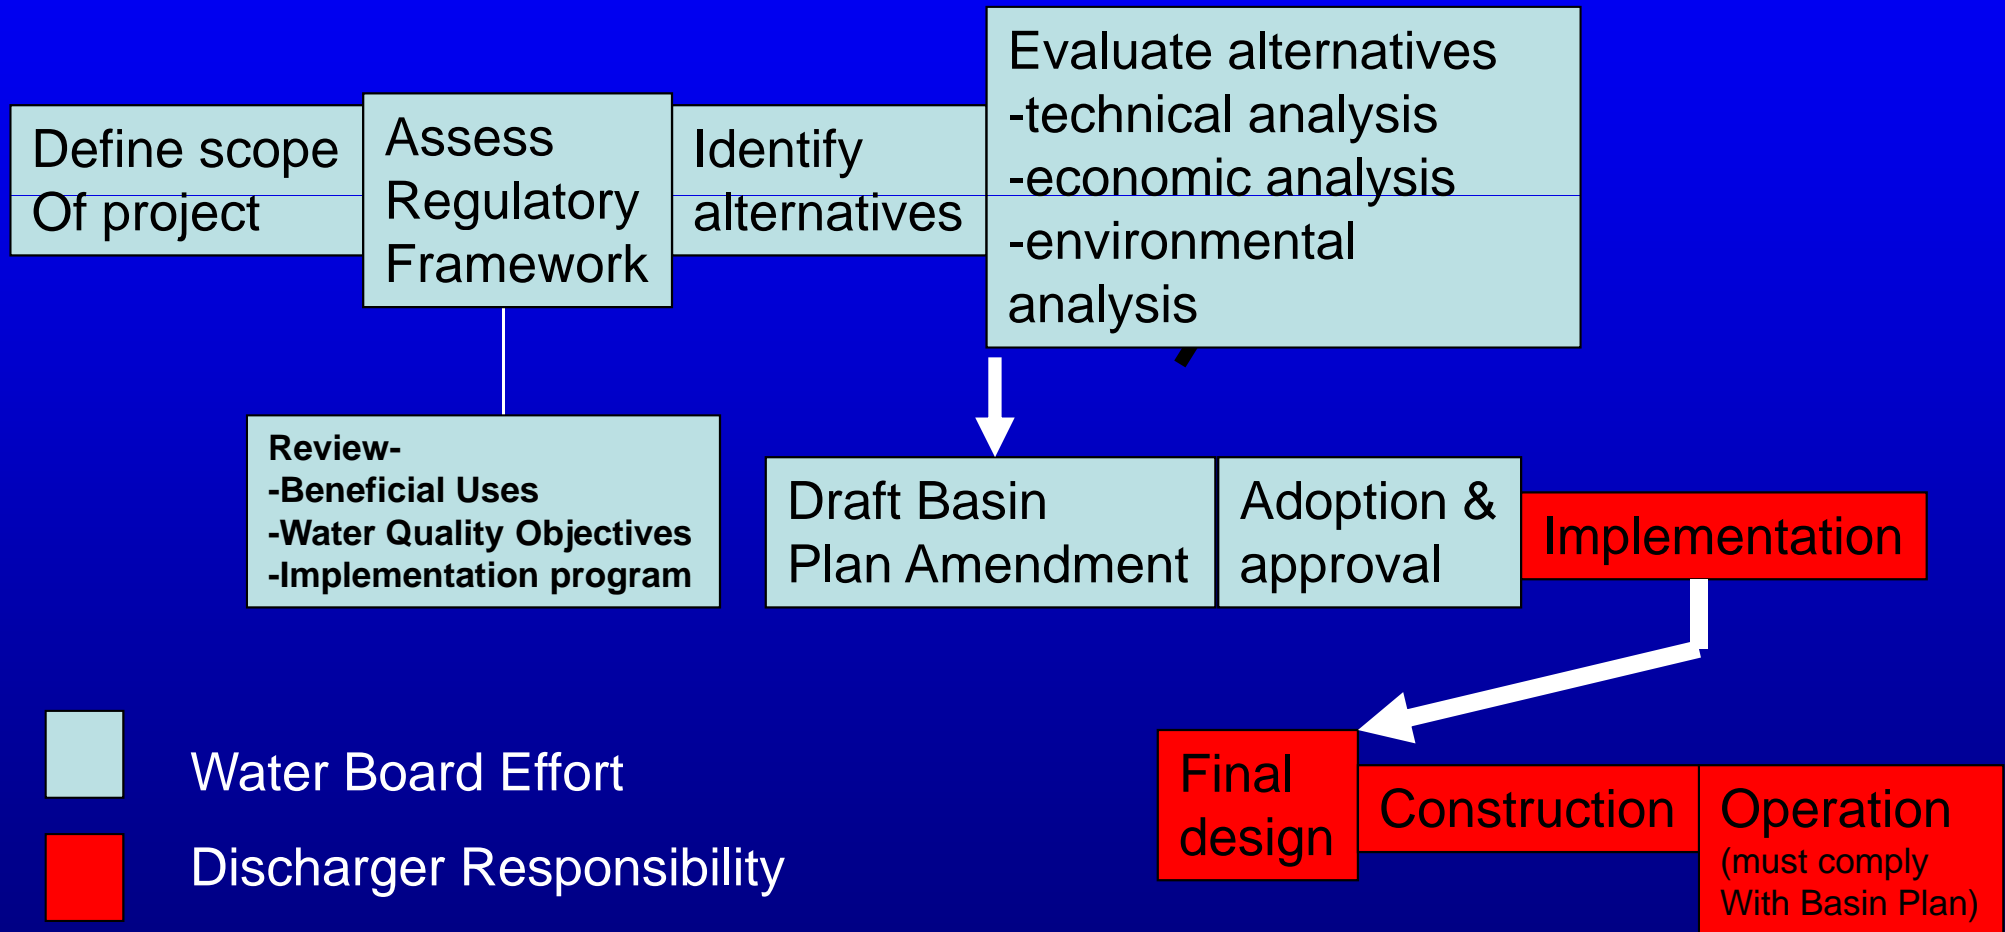 Define scope
Of project
Assess
Regulatory
Framework
Identify
alternatives
Evaluate alternatives
-technical analysis
-economic analysis
-environmental
analysis
Review-
-Beneficial Uses
-Water Quality Objectives
-Implementation program
Draft Basin
Plan Amendment
Adoption &
approval
Implementation
Final
design
Construction
Operation
(must comply
With Basin Plan)
Water Board Effort
Discharger Responsibility